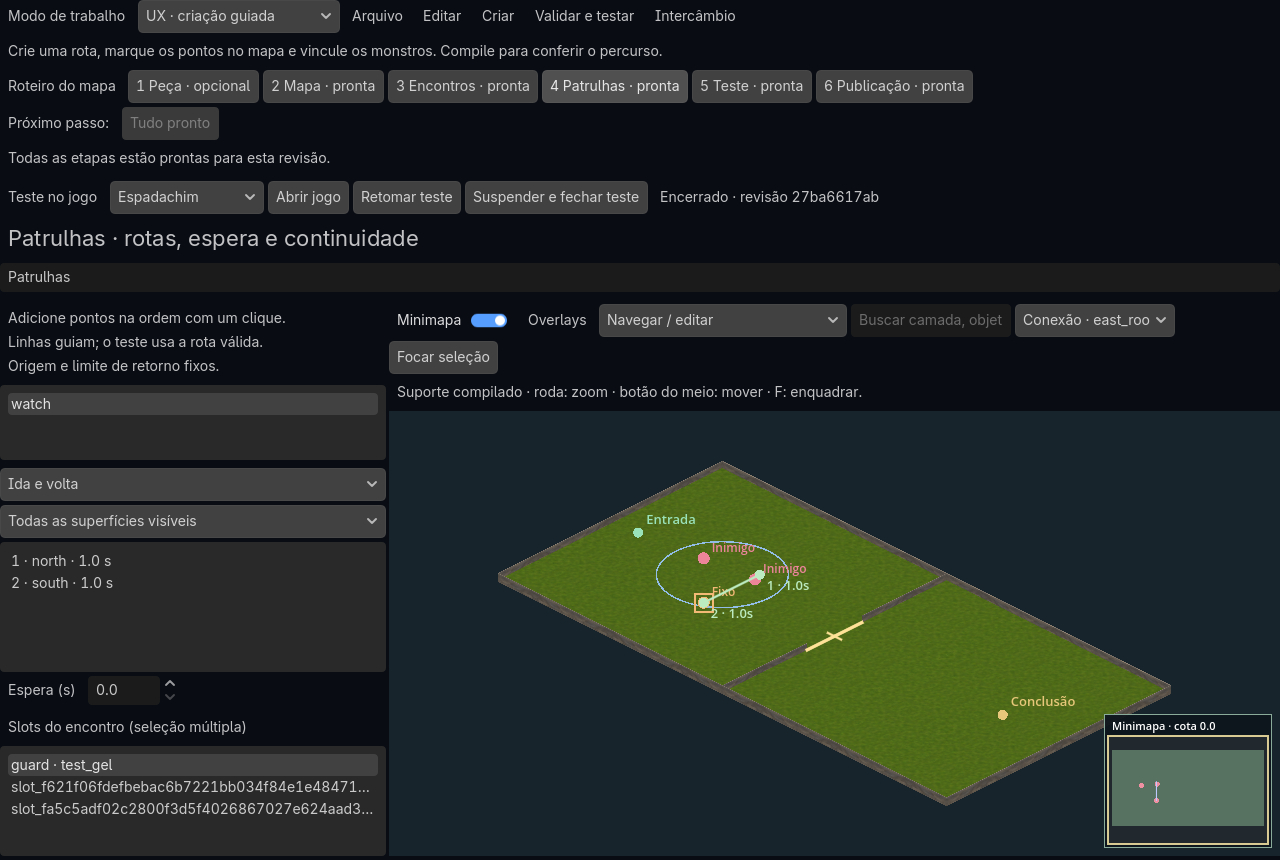 Modo de trabalho UX · criação guiada Arquivo Editar Criar Validar e testar Intercâmbio
Crie uma rota, marque os pontos no mapa e vincule os monstros. Compile para conferir o percurso.
Roteiro do mapa 1 Peça · opcional 2 Mapa · pronta 3 Encontros · pronta 4 Patrulhas · pronta 5 Teste · pronta 6 Publicação · pronta
Próximo passo: Tudo pronto
Todas as etapas estão prontas para esta revisão.
Teste no jogo Espadachim Abrir jogo Retomar teste Suspender e fechar teste Encerrado · revisão 27ba6617ab
Patrulhas · rotas, espera e continuidade
Patrulhas
Adicione pontos na ordem com um clique.
Linhas guiam; o teste usa a rota válida.
Origem e limite de retorno fixos.
watch
Ida e volta
Todas as superfícies visíveis
1 · north · 1.0 s
2 · south · 1.0 s
Espera (s) 0.0
Slots do encontro (seleção múltipla)
guard · test_gel
slot_f621f06fdefbebac6b7221bb034f84e1e48471...
slot_fa5c5adf02c2800f3d5f4026867027e624aad3...
Minimapa Overlays Navegar / editar Buscar camada, objet Conexão · east_roo
Focar seleção
Suporte compilado · roda: zoom · botão do meio: mover · F: enquadrar.
Entrada
Inimigo
Inimigo
1 · 1.0s
Fixo
2 · 1.0s
Conclusão
Minimapa · cota 0.0